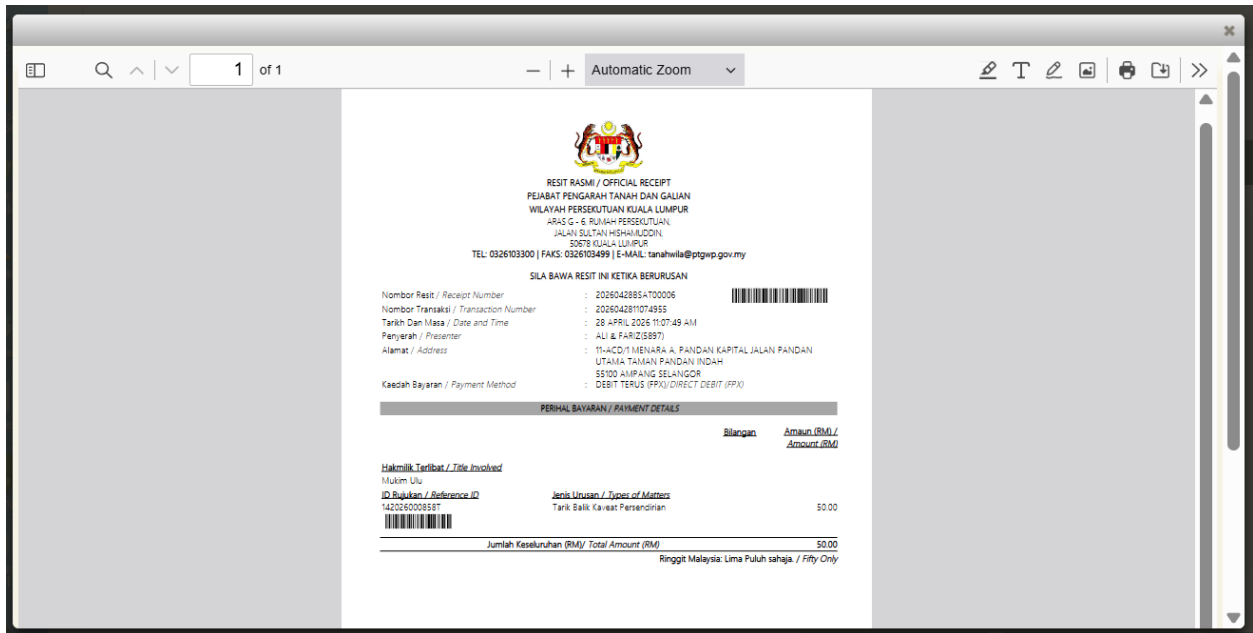 1 of 1
Automatic Zoom
RESIT RASMI / OFFICIAL RECEIPT
PEJABAT PENGARAH TANAH DAN GALIAN
WILAYAH PERSEKUTUAN KUALA LUMPUR
ARAS G - 6, RUMAH PERSEKUTUAN,
JALAN SULTAN HISHAMUDDIN,
50678 KUALA LUMPUR
TEL: 0326103300 | FAKS: 0326103499 | E-MAIL: tanahwila@ptgwp.gov.my
SILA BAWA RESIT INI KETIKA BERURUSAN
Nombor Resit / Receipt Number : 20260428BSAT00006
Nombor Transaksi / Transaction Number : 2026042811074955
Tarikh Dan Masa / Date and Time : 28 APRIL 2026 11:07:49 AM
Penyerah / Presenter : ALI & FARIZ(5897)
Alamat / Address : 11-ACD/1 MENARA A, PANDAN KAPITAL JALAN PANDAN
UTAMA TAMAN PANDAN INDAH
55100 AMPANG SELANGOR
Kaedah Bayaran / Payment Method : DEBIT TERUS (FPX)/DIRECT DEBIT (FPX)
PERIHAL BAYARAN / PAYMENT DETAILS
Bilangan Amaun (RM) /
Amount (RM)
Hakmilik Terlibat / Title Involved
Mukim Ulu
ID Rujukan / Reference ID Jenis Urusan / Types of Matters
142026000858T Tarik Balik Kaveat Persendirian 50.00
Jumlah Keseluruhan (RM)/ Total Amount (RM) 50.00
Ringgit Malaysia: Lima Puluh sahaja. / Fifty Only